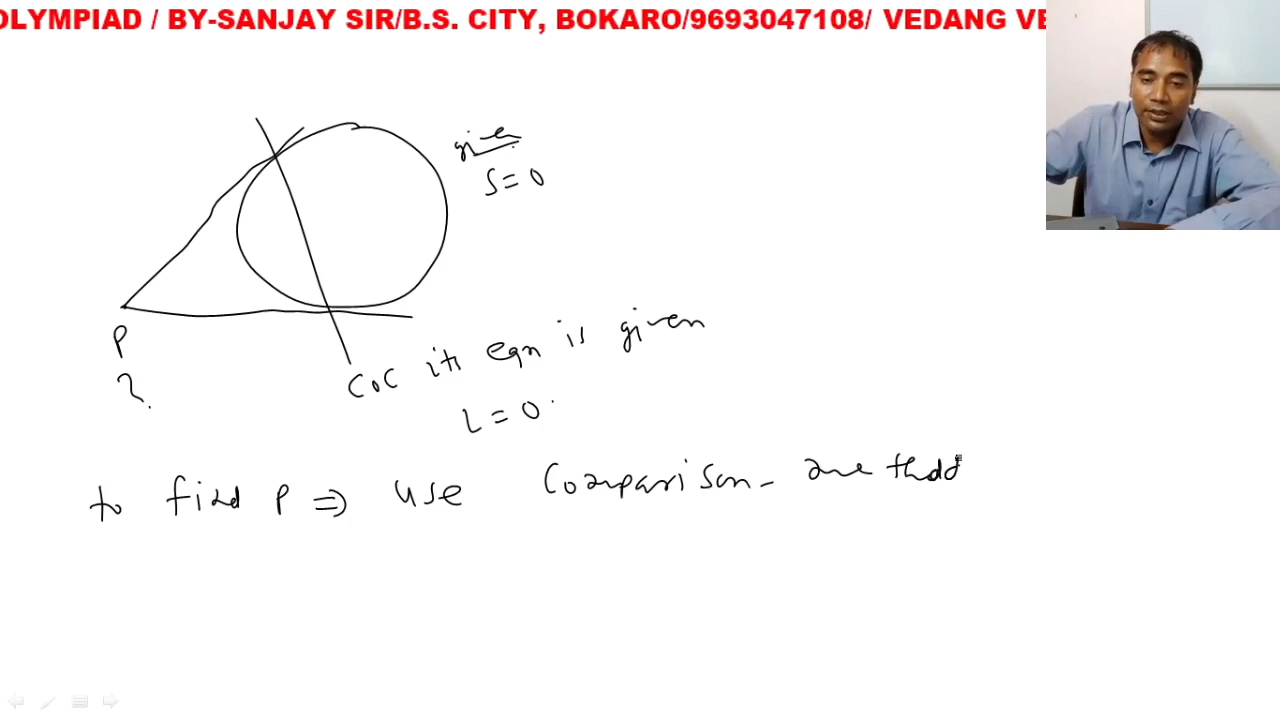 OLYMPIAD / BY-SANJAY SIR/B.S. CITY, BOKARO/9693047108/ VEDANG VE
given
S = 0
P
?
COC its eqn is given
L = 0
to find P ⇒ use Comparison - method